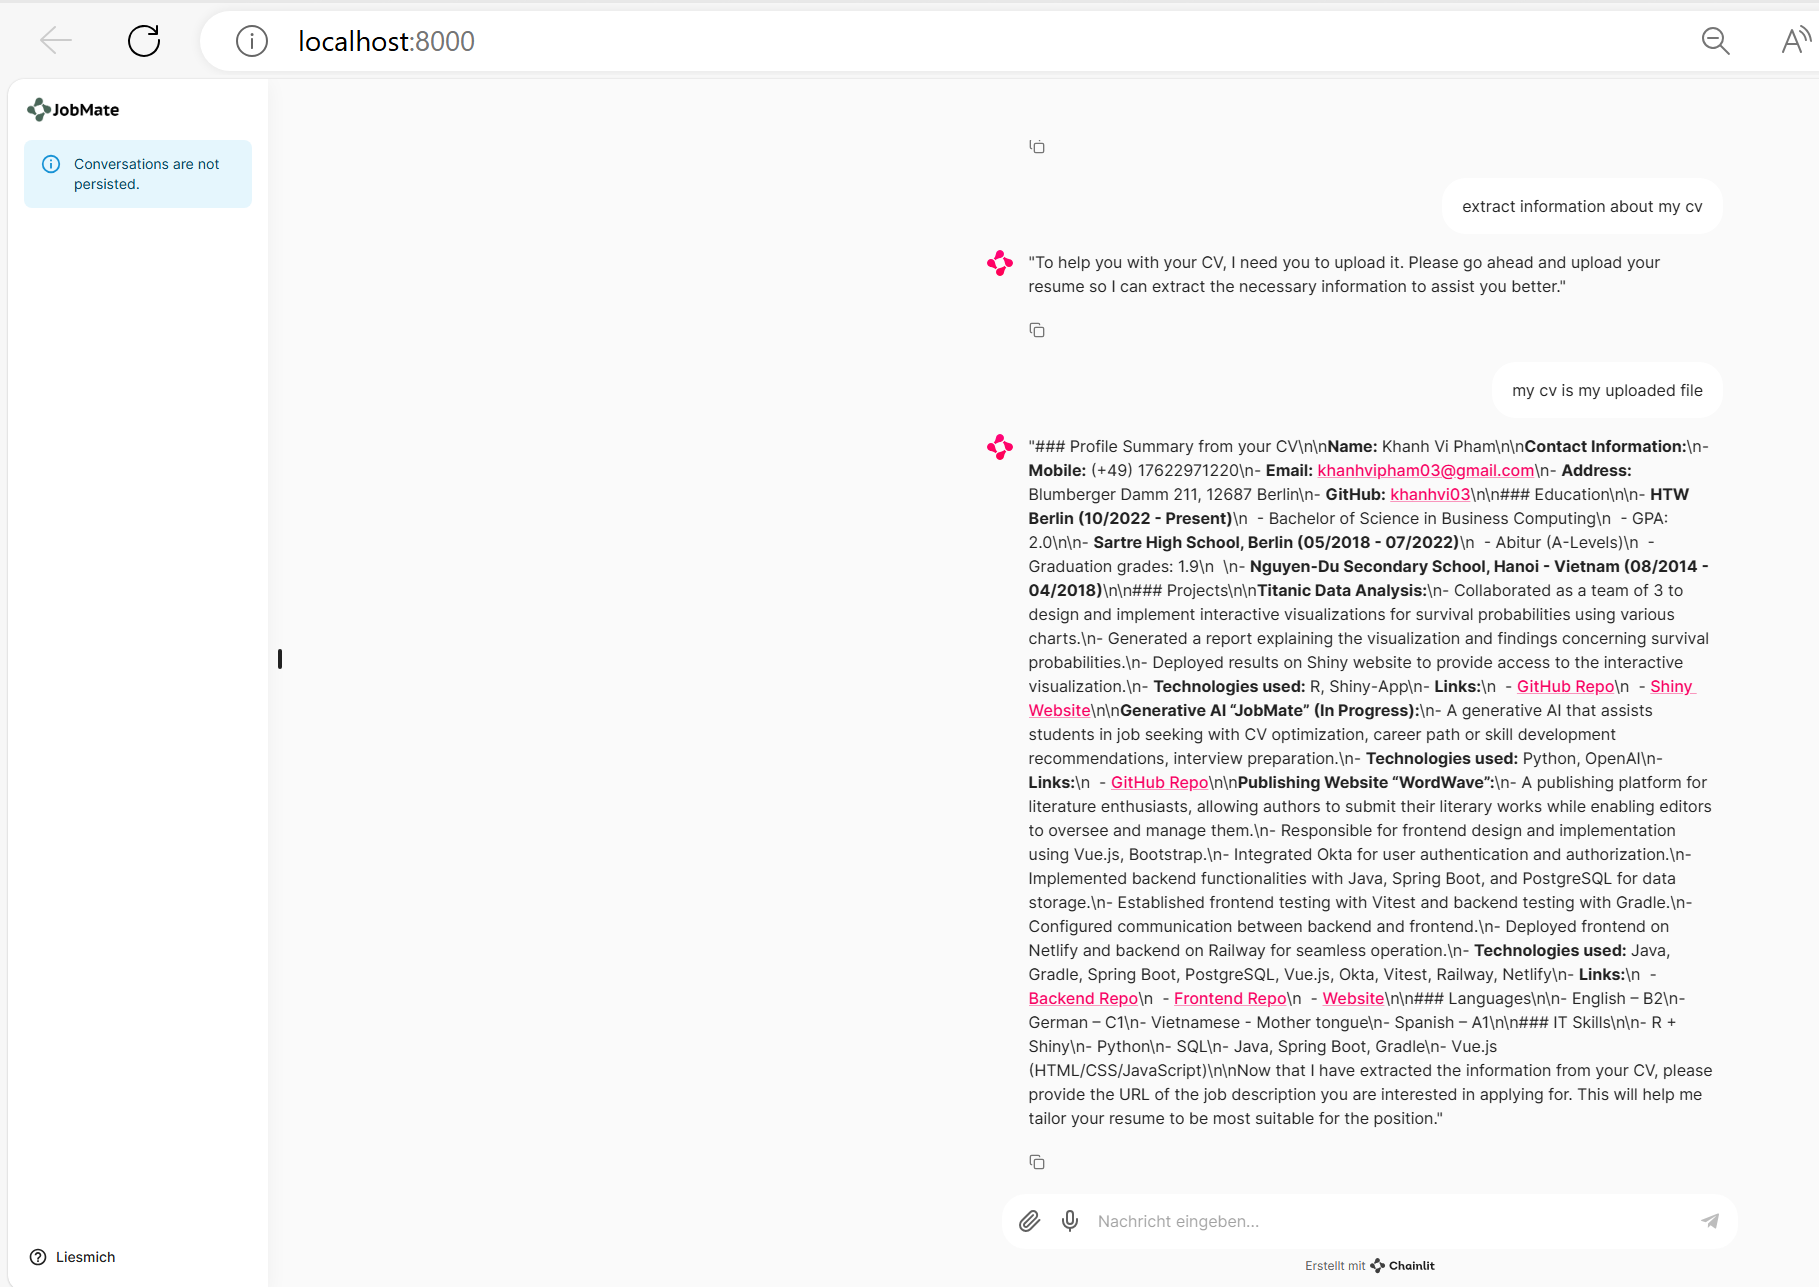 localhost:8000
JobMate
Conversations are not
persisted.
extract information about my cv
"To help you with your CV, I need you to upload it. Please go ahead and upload your
resume so I can extract the necessary information to assist you better."
my cv is my uploaded file
"### Profile Summary from your CV\n\nName: Khanh Vi Pham\n\nContact Information:\n-
Mobile: (+49) 17622971220\n- Email: khanhvipham03@gmail.com\n- Address:
Blumberger Damm 211, 12687 Berlin\n- GitHub: khanhvi03\n\n### Education\n\n- HTW
Berlin (10/2022 - Present)\n  - Bachelor of Science in Business Computing\n  - GPA:
2.0\n\n- Sartre High School, Berlin (05/2018 - 07/2022)\n  - Abitur (A-Levels)\n  -
Graduation grades: 1.9\n  \n- Nguyen-Du Secondary School, Hanoi - Vietnam (08/2014 -
04/2018)\n\n### Projects\n\nTitanic Data Analysis:\n- Collaborated as a team of 3 to
design and implement interactive visualizations for survival probabilities using various
charts.\n- Generated a report explaining the visualization and findings concerning survival
probabilities.\n- Deployed results on Shiny website to provide access to the interactive
visualization.\n- Technologies used: R, Shiny-App\n- Links:\n  - GitHub Repo\n  - Shiny
Website\n\nGenerative AI “JobMate” (In Progress):\n- A generative AI that assists
students in job seeking with CV optimization, career path or skill development
recommendations, interview preparation.\n- Technologies used: Python, OpenAI\n-
Links:\n  - GitHub Repo\n\nPublishing Website “WordWave”:\n- A publishing platform for
literature enthusiasts, allowing authors to submit their literary works while enabling editors
to oversee and manage them.\n- Responsible for frontend design and implementation
using Vue.js, Bootstrap.\n- Integrated Okta for user authentication and authorization.\n-
Implemented backend functionalities with Java, Spring Boot, and PostgreSQL for data
storage.\n- Established frontend testing with Vitest and backend testing with Gradle.\n-
Configured communication between backend and frontend.\n- Deployed frontend on
Netlify and backend on Railway for seamless operation.\n- Technologies used: Java,
Gradle, Spring Boot, PostgreSQL, Vue.js, Okta, Vitest, Railway, Netlify\n- Links:\n  -
Backend Repo\n  - Frontend Repo\n  - Website\n\n### Languages\n\n- English – B2\n-
German – C1\n- Vietnamese - Mother tongue\n- Spanish – A1\n\n### IT Skills\n\n- R +
Shiny\n- Python\n- SQL\n- Java, Spring Boot, Gradle\n- Vue.js
(HTML/CSS/JavaScript)\n\nNow that I have extracted the information from your CV, please
provide the URL of the job description you are interested in applying for. This will help me
tailor your resume to be most suitable for the position."
Nachricht eingeben...
Liesmich
Erstellt mit Chainlit